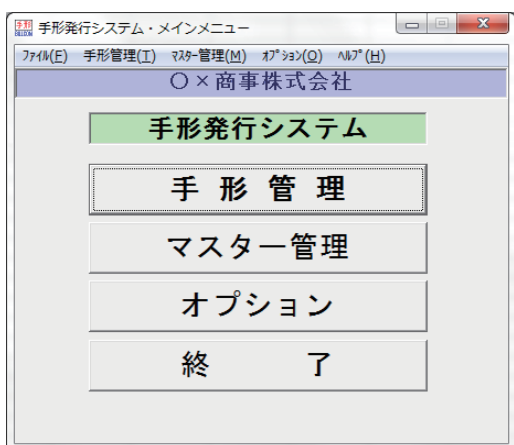 手形発行システム・メインメニュー
ﾌｧｲﾙ(F) 手形管理(T) ﾏｽﾀｰ管理(M) ｵﾌﾟｼｮﾝ(O) ﾍﾙﾌﾟ(H)
〇×商事株式会社
手形発行システム
手 形 管 理
マスター管理
オプション
終 了